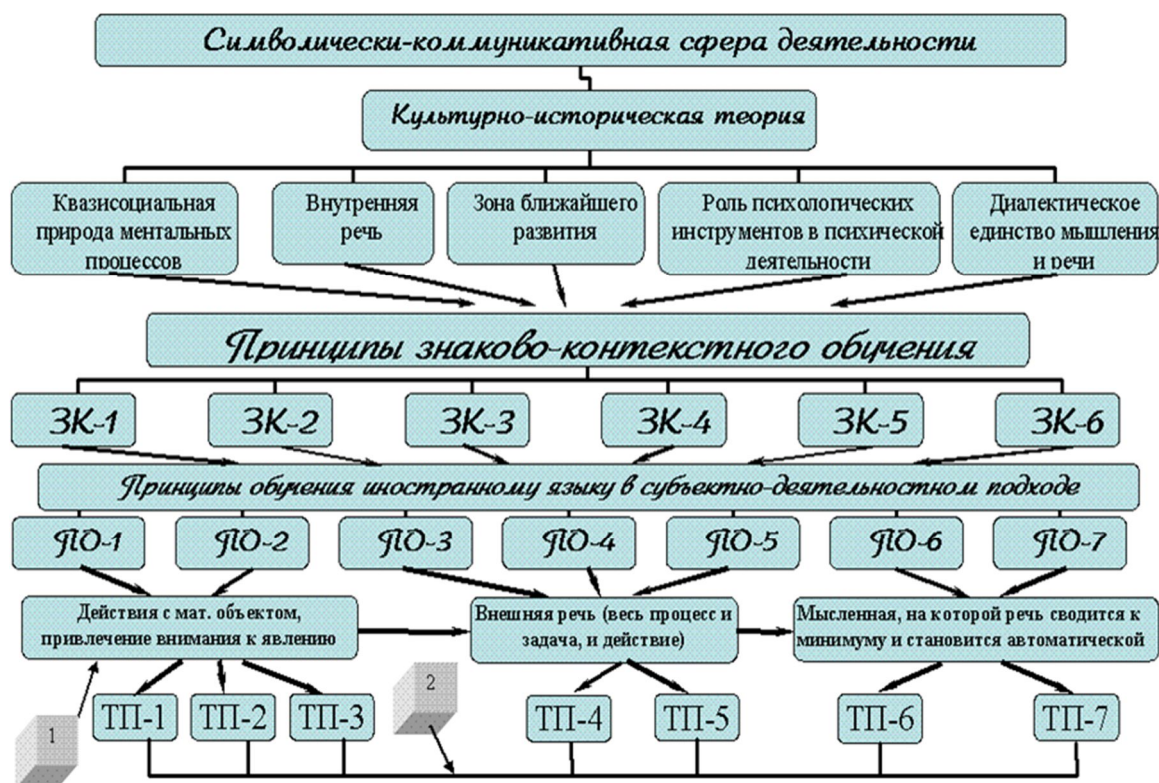 Символически-коммуникативная сфера деятельности
Культурно-историческая теория
Квазисоциальная
природа ментальных
процессов
Внутренняя
речь
Зона ближайшего
развития
Роль психологических
инструментов в психической
деятельности
Диалектическое
единство мышления
и речи
Принципы знаково-контекстного обучения
ЗК-1
ЗК-2
ЗК-3
ЗК-4
ЗК-5
ЗК-6
Принципы обучения иностранному языку в субъектно-деятельностном подходе
ПО-1
ПО-2
ПО-3
ПО-4
ПО-5
ПО-6
ПО-7
Действия с мат. объектом,
привлечение внимания к явлению
Внешняя речь (весь процесс и
задача, и действие)
Мысленная, на которой речь сводится к
минимуму и становится автоматической
1
ТП-1
ТП-2
ТП-3
2
ТП-4
ТП-5
ТП-6
ТП-7